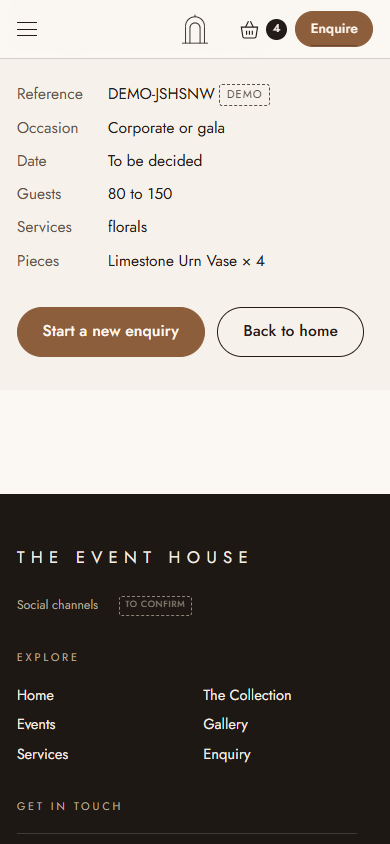 4 Enquire
Reference DEMO-JSHSNW DEMO
Occasion Corporate or gala
Date To be decided
Guests 80 to 150
Services florals
Pieces Limestone Urn Vase × 4
Start a new enquiry Back to home
THE EVENT HOUSE
Social channels TO CONFIRM
EXPLORE
Home The Collection
Events Gallery
Services Enquiry
GET IN TOUCH